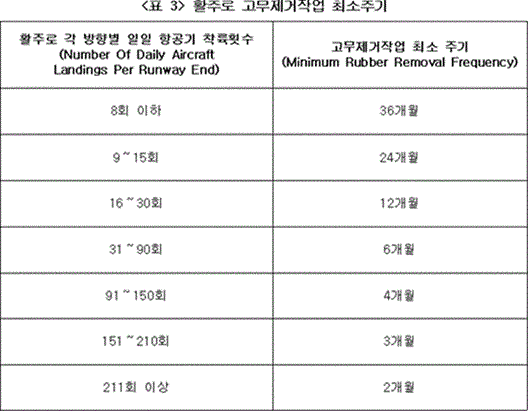 <표 3> 활주로 고무제거작업 최소주기
활주로 각 방향별 일일 항공기 착륙횟수
(Number Of Daily Aircraft
Landings Per Runway End)
고무제거작업 최소 주기
(Minimum Rubber Removal Frequency)
8회 이하
36개월
9~15회
24개월
16~30회
12개월
31~90회
6개월
91~150회
4개월
151~210회
3개월
211회 이상
2개월